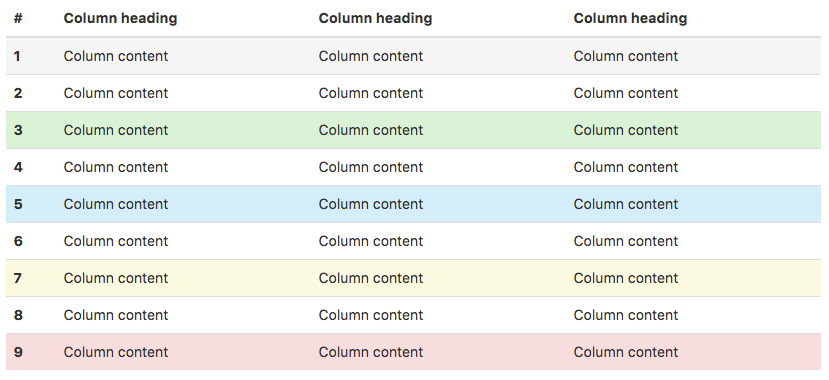 # Column heading Column heading Column heading
1 Column content Column content Column content
2 Column content Column content Column content
3 Column content Column content Column content
4 Column content Column content Column content
5 Column content Column content Column content
6 Column content Column content Column content
7 Column content Column content Column content
8 Column content Column content Column content
9 Column content Column content Column content